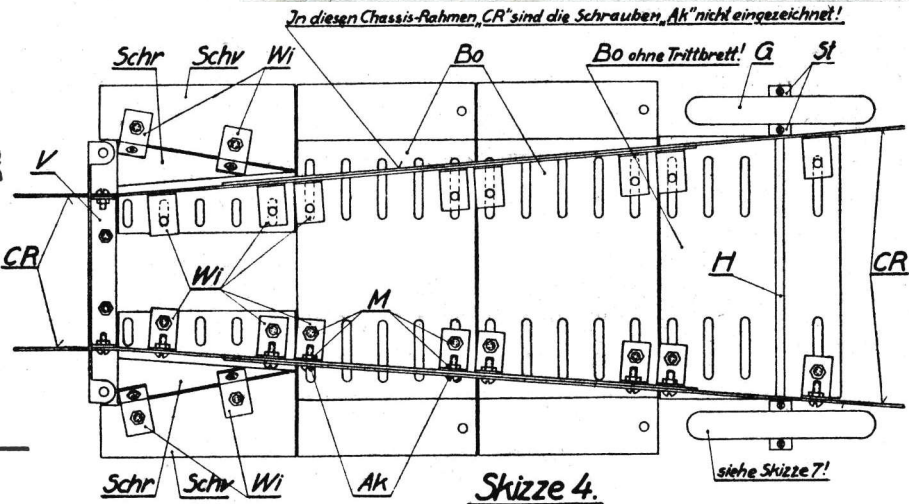 In diesen Chassis-Rahmen „CR" sind die Schrauben „Ak" nicht eingezeichnet!
Schr Schv Wi Bo Bo ohne Trittbrett! G St
V
CR Wi M H CR
Schr Schv Wi Ak Skizze 4. siehe Skizze 7!